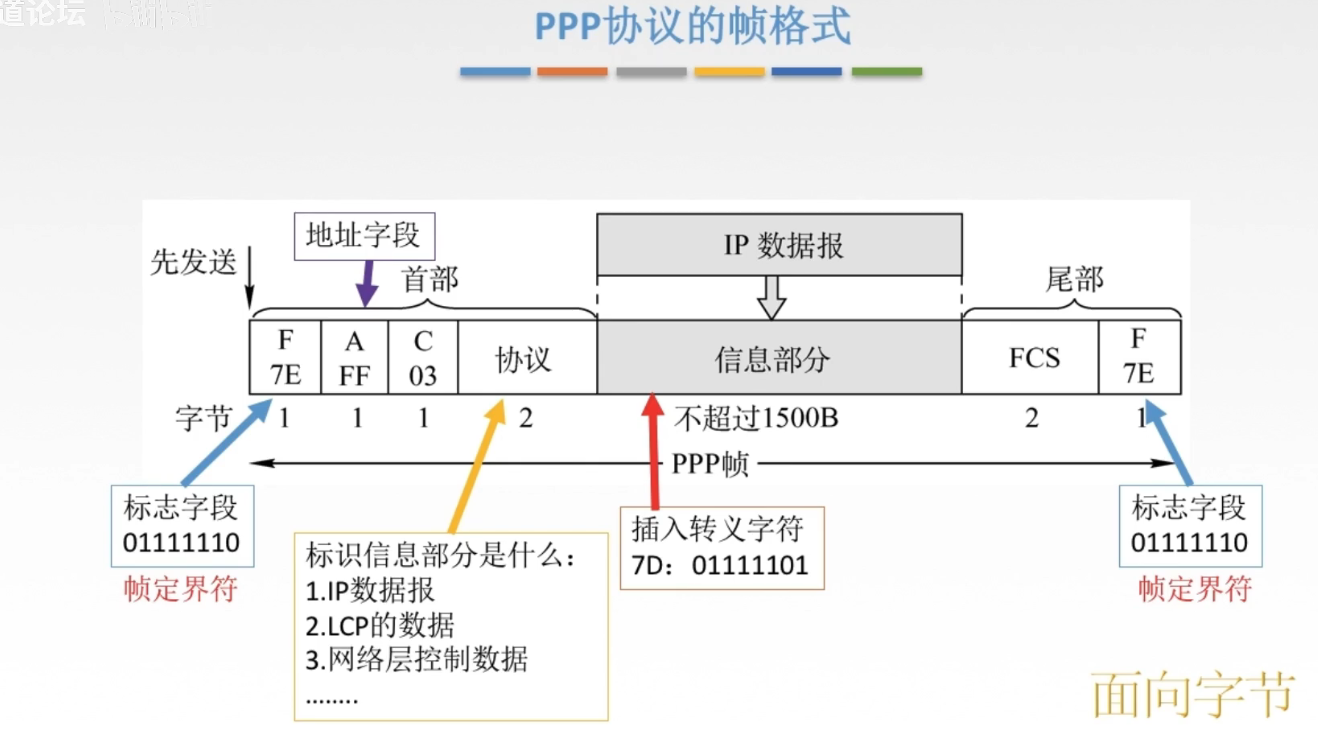 道论坛
PPP协议的帧格式
地址字段
IP 数据报
先发送
首部
尾部
F
7E
A
FF
C
03
协议
信息部分
FCS
F
7E
字节
1
1
1
2
不超过1500B
2
1
PPP帧
标志字段
01111110
帧定界符
标识信息部分是什么：
1.IP数据报
2.LCP的数据
3.网络层控制数据
........
插入转义字符
7D：01111101
标志字段
01111110
帧定界符
面向字节